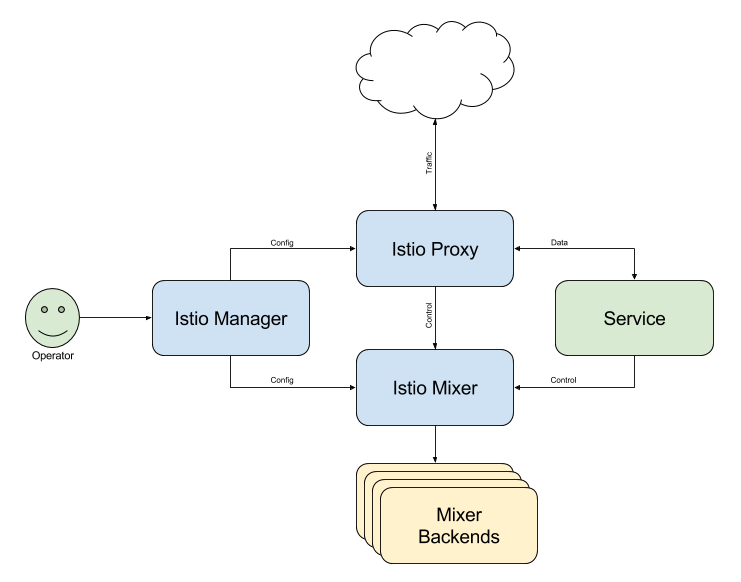 Traffic
Istio Proxy
Config
Data
Istio Manager
Service
Operator
Control
Config
Istio Mixer
Control
Mixer
Backends